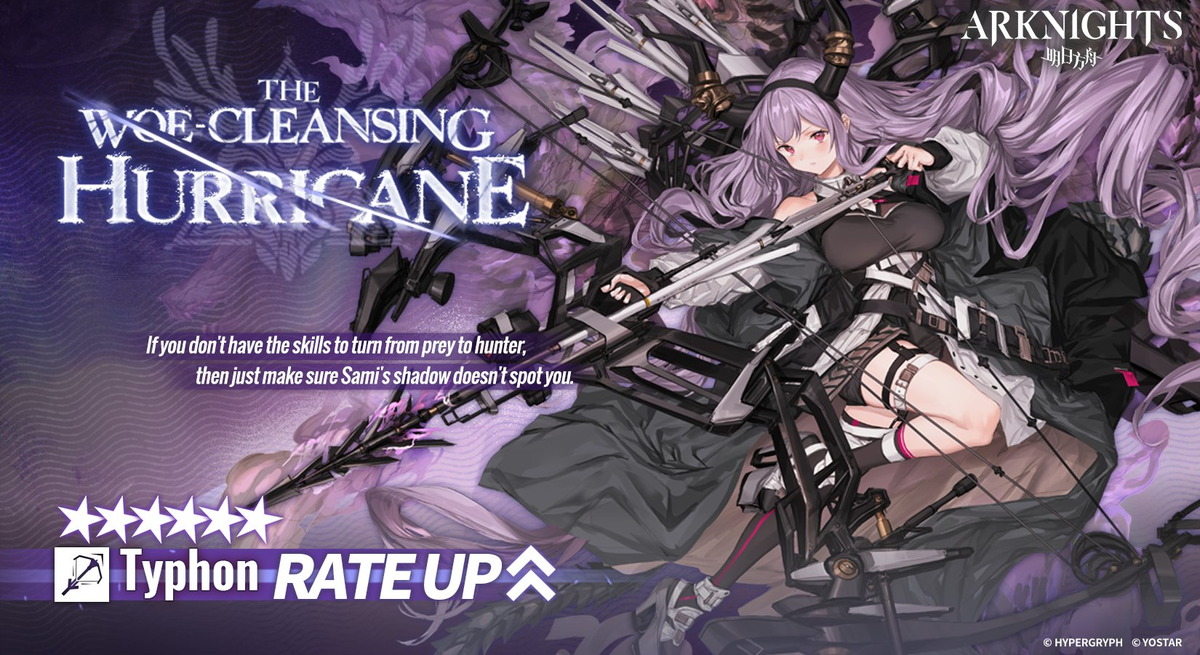 ARKNIGHTS
明日方舟
THE
WOE-CLEANSING
HURRICANE
If you don't have the skills to turn from prey to hunter,
then just make sure Sami's shadow doesn't spot you.
Typhon RATE UP
© HYPERGRYPH © YOSTAR